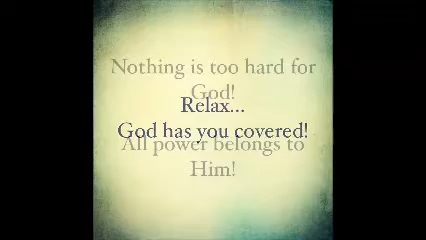 Nothing is too hard for
God!
Relax...
God has you covered!
All power belongs to
Him!